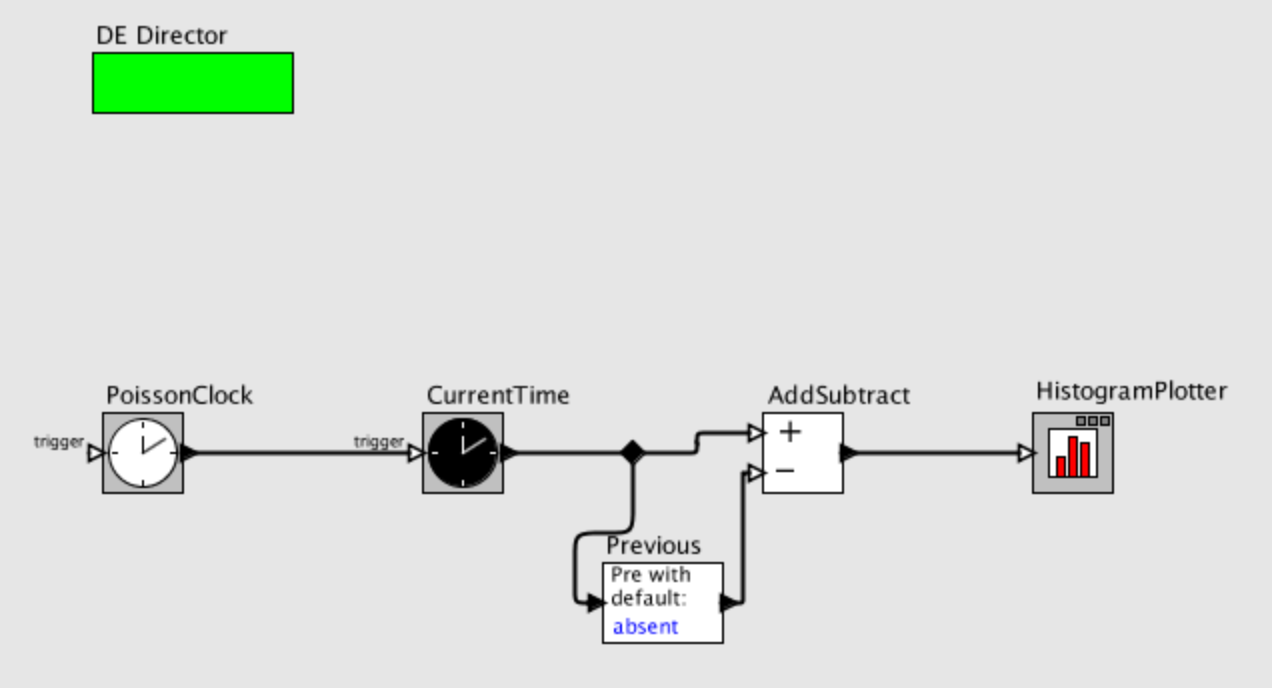 DE Director
PoissonClock
CurrentTime
AddSubtract
HistogramPlotter
trigger
trigger
+
−
Previous
Pre with
default:
absent